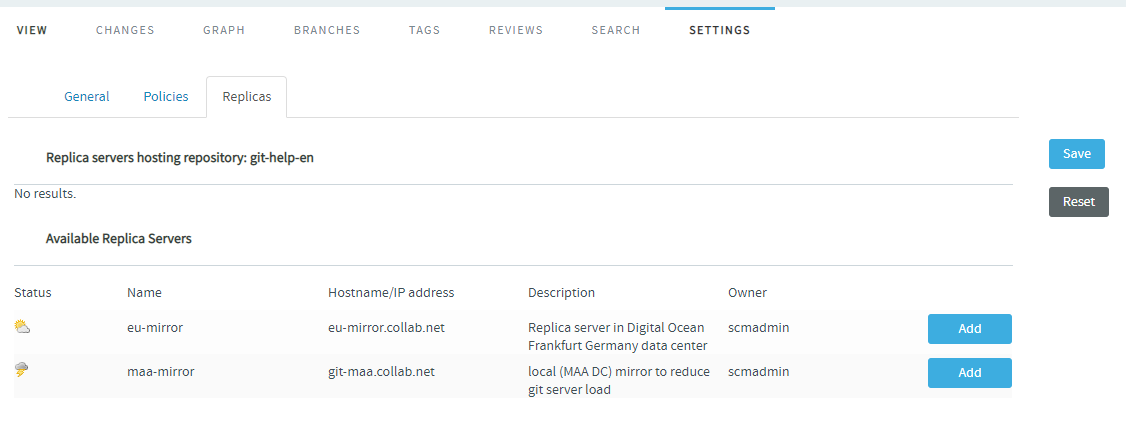 VIEW CHANGES GRAPH BRANCHES TAGS REVIEWS SEARCH SETTINGS
General Policies Replicas
Replica servers hosting repository: git-help-en
Save
No results.
Reset
Available Replica Servers
Status Name Hostname/IP address Description Owner
eu-mirror eu-mirror.collab.net Replica server in Digital Ocean scmadmin Add
Frankfurt Germany data center
maa-mirror git-maa.collab.net local (MAA DC) mirror to reduce scmadmin Add
git server load